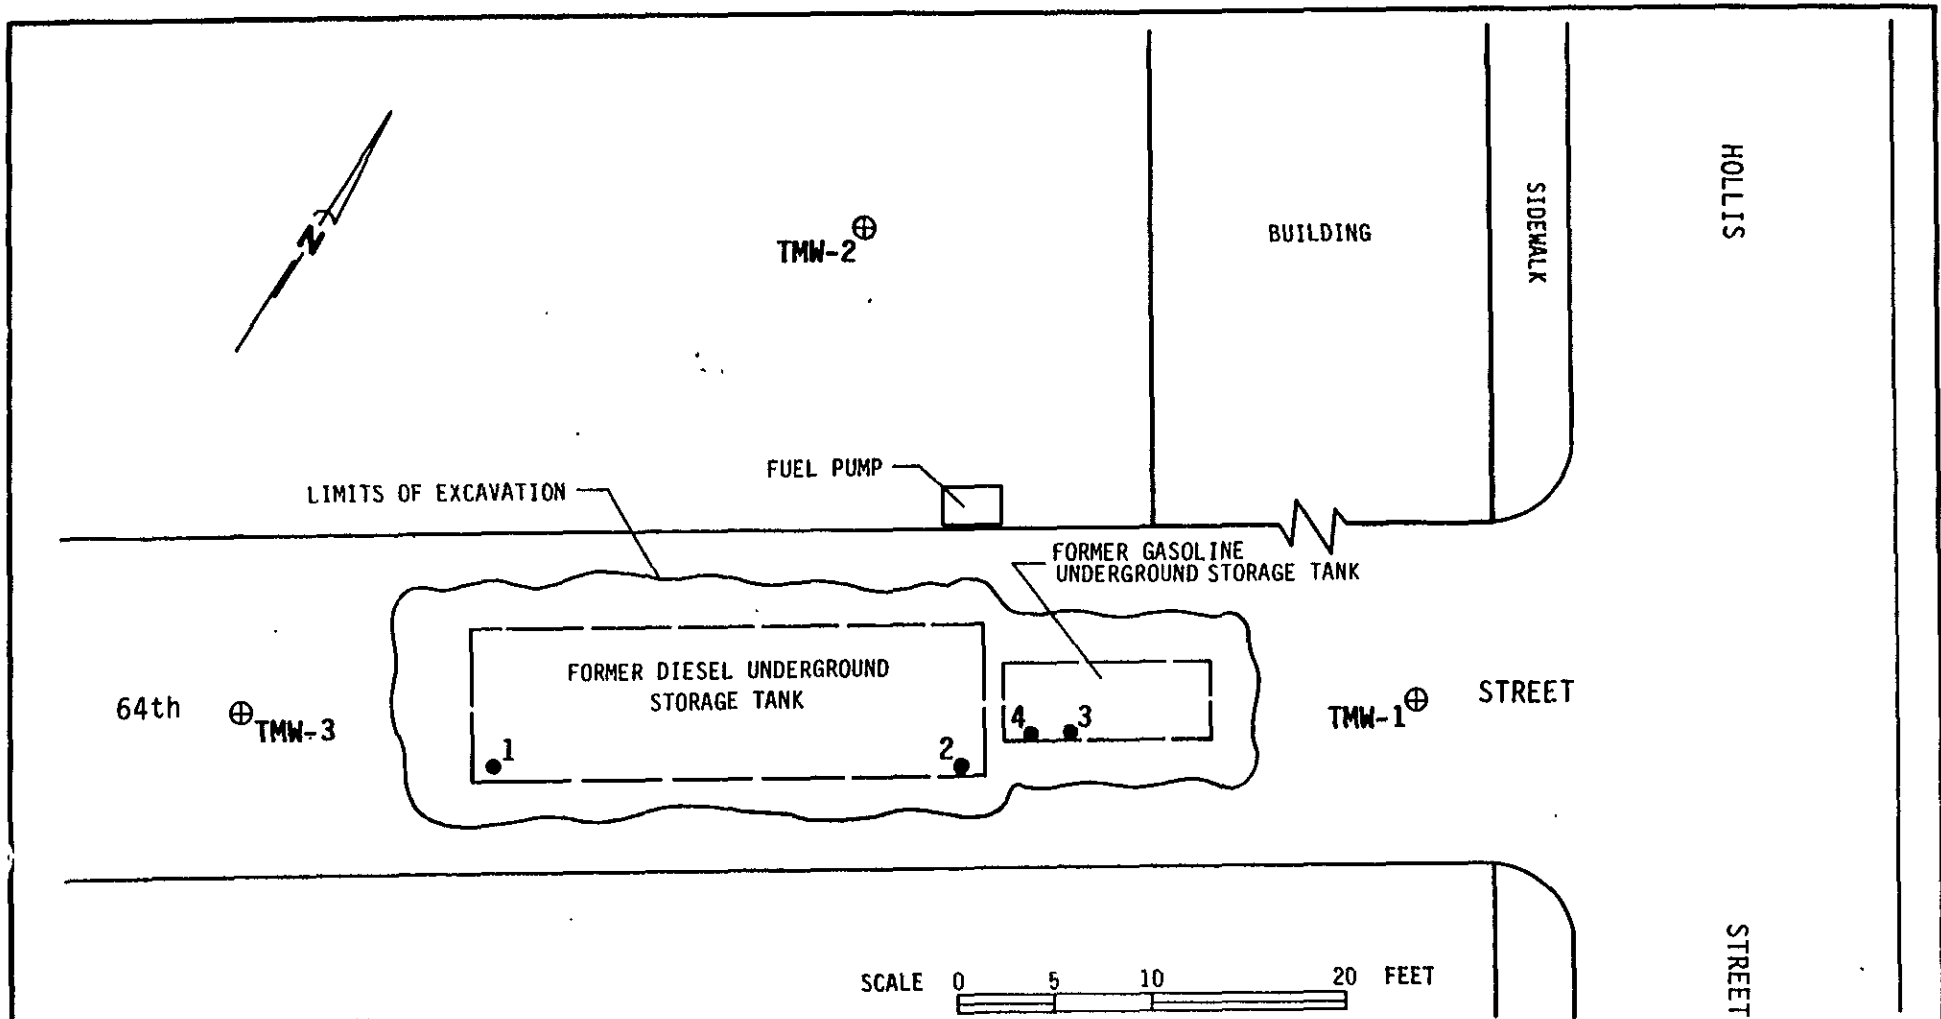 HOLLIS
SIDEWALK
N
TMW-2
BUILDING
FUEL PUMP
LIMITS OF EXCAVATION
FORMER GASOLINE
UNDERGROUND STORAGE TANK
FORMER DIESEL UNDERGROUND
STORAGE TANK
64th
TMW-3
1
2
4
3
TMW-1
STREET
STREET
SCALE 0 5 10 20 FEET